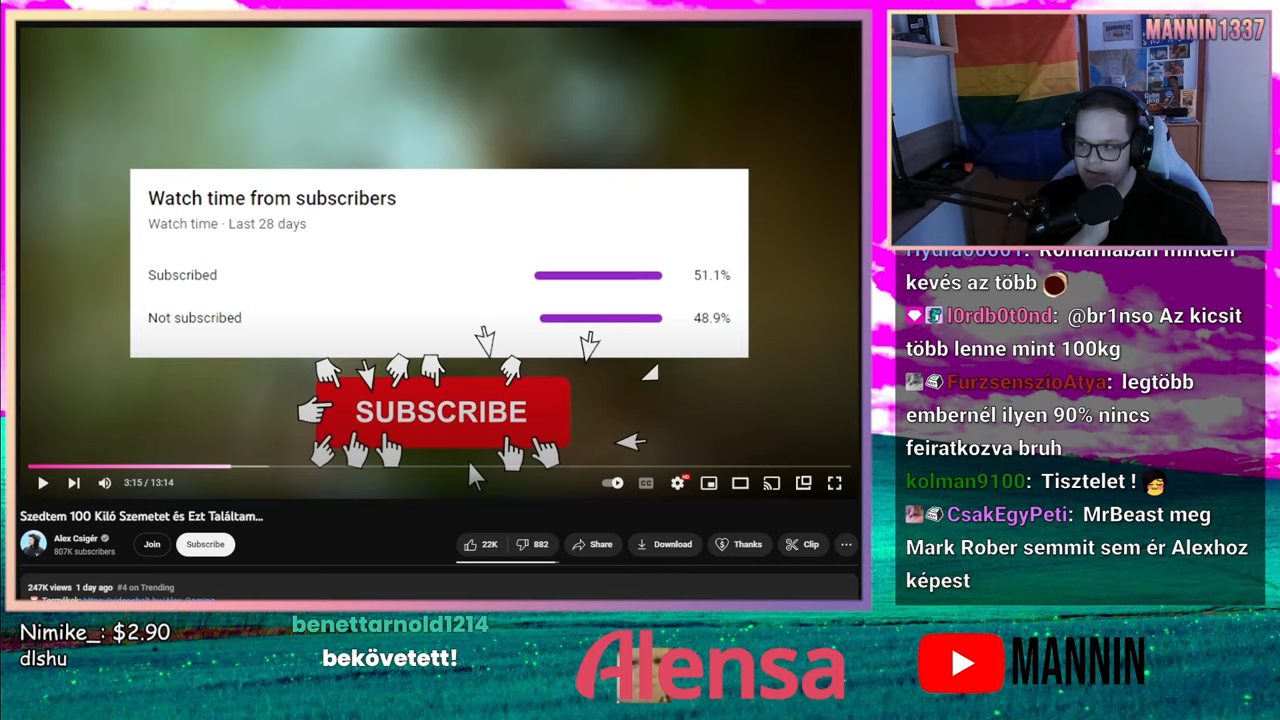 Watch time from subscribers
Watch time · Last 28 days
Subscribed 51.1%
Not subscribed 48.9%
SUBSCRIBE
3:15 / 13:14
CC
HD
Szedtem 100 Kiló Szemetet és Ezt Találtam...
Alex Csigér
807K subscribers
Join
Subscribe
22K
882
Share
Download
Thanks
Clip
247K views 1 day ago #4 on Trending
MANNIN1337
Romániában minden
kevés az több
l0rdb0t0nd: @br1nso Az kicsit
több lenne mint 100kg
FurzsenszioAtya: legtöbb
embernél ilyen 90% nincs
feiratkozva bruh
kolman9100: Tisztelet !
CsakEgyPeti: MrBeast meg
Mark Rober semmit sem ér Alexhoz
képest
Nimike_: $2.90
dlshu
benettarnold1214
bekövetett!
Alensa
MANNIN